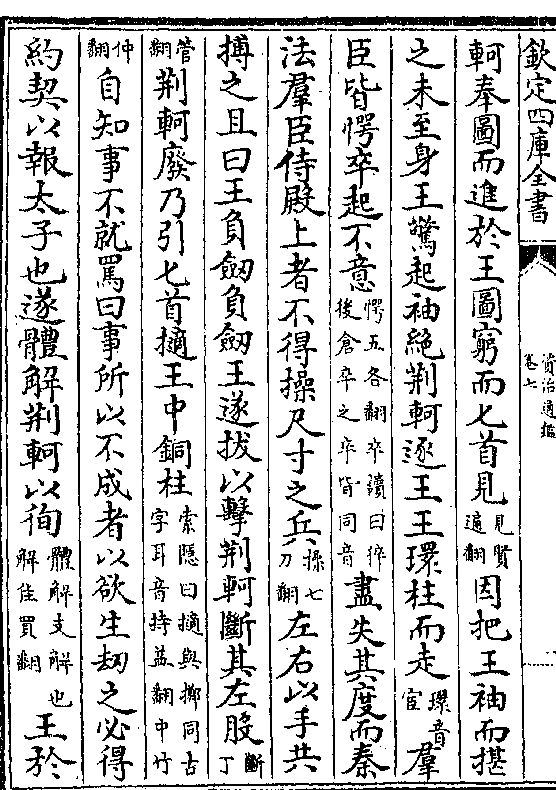 欽定四庫全書
資治通鑑
卷七
軻奉圖而進於王圖窮而匕首見見賢遍翻因把王袖而揕
之未至身王驚起袖絶荆軻逐王王環柱而走環音宦羣
臣皆愕卒起不意愕五各翻卒讀曰猝後倉卒之卒皆同音盡失其度而秦
法羣臣侍殿上者不得操尺寸之兵操七刀翻左右以手共
搏之且曰王負劒負劒王遂拔以擊荆軻斷其左股斷丁
管翻荆軻廢乃引匕首擿王中銅柱索隱曰擿與擲同古字耳音持益翻中竹
仲翻自知事不就罵曰事所以不成者以欲生劫之必得
約契以報太子也遂體解荆軻以徇體解支解也解佳買翻王於